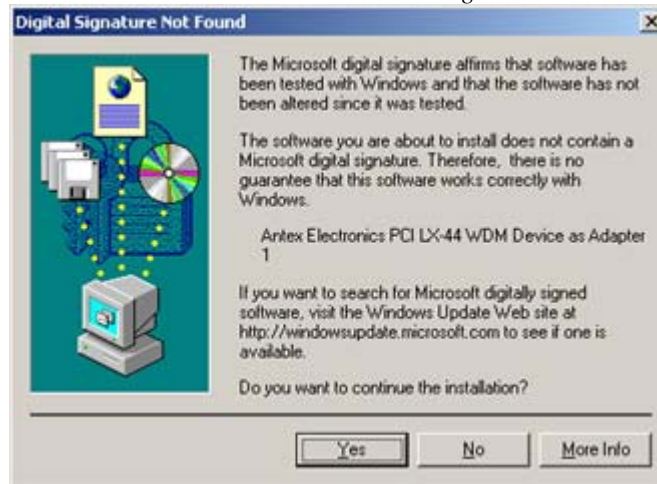 Digital Signature Not Found
The Microsoft digital signature affirms that software has
been tested with Windows and that the software has not
been altered since it was tested.
The software you are about to install does not contain a
Microsoft digital signature. Therefore, there is no
guarantee that this software works correctly with
Windows.
Antex Electronics PCI LX-44 WDM Device as Adapter
1
If you want to search for Microsoft digitally signed
software, visit the Windows Update Web site at
http://windowsupdate.microsoft.com to see if one is
available.
Do you want to continue the installation?
Yes No More Info